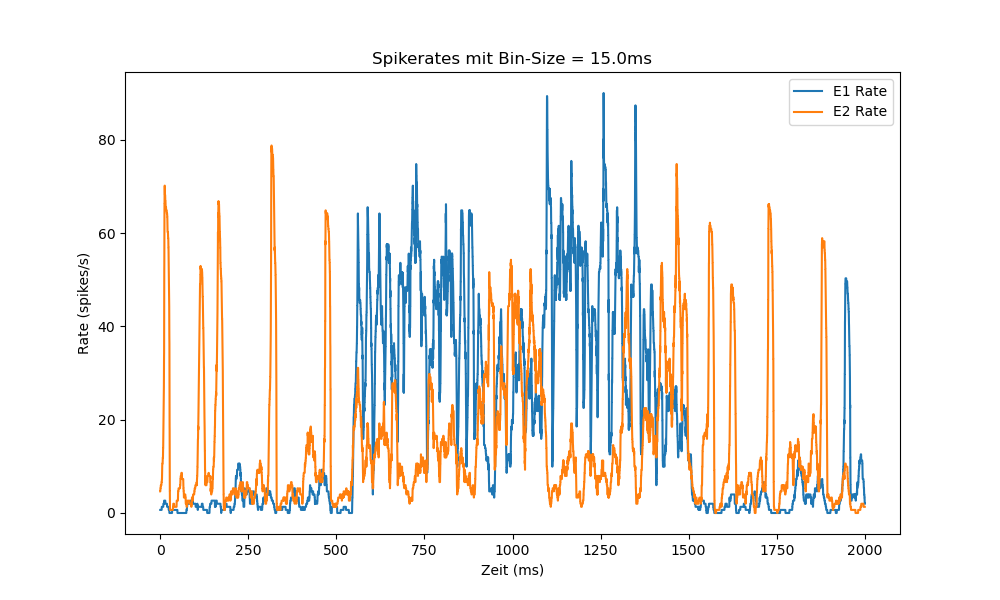 Spikerates mit Bin-Size = 15.0ms
E1 Rate
E2 Rate
80
60
40
20
0
Rate (spikes/s)
0 250 500 750 1000 1250 1500 1750 2000
Zeit (ms)